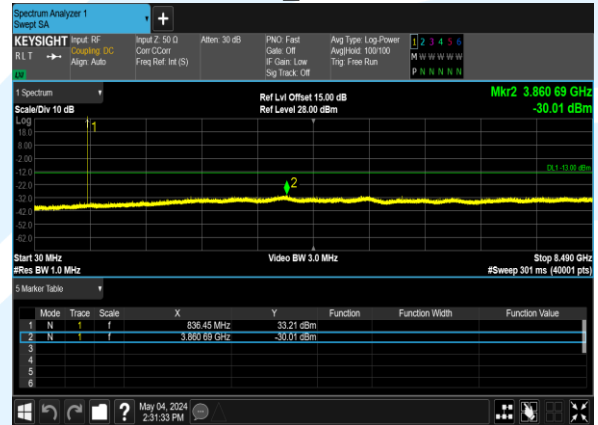 Spectrum Analyzer 1
Swept SA
+
KEYSIGHT Input: RF Input Z: 50 Ω Atten: 30 dB PNO: Fast Avg Type: Log-Power 1 2 3 4 5 6
R L T Coupling: DC Corr CCorr Gate: Off Avg|Hold: 100/100 M W W W W W
Align: Auto Freq Ref: Int (S) IF Gain: Low Trig: Free Run
Sig Track: Off P N N N N N
LXI
1 Spectrum Ref Lvl Offset 15.00 dB Mkr2 3.860 69 GHz
Scale/Div 10 dB Ref Level 28.00 dBm -30.01 dBm
Log
1
18.0
8.00
-2.00
DL1 -13.00 dBm
-12.0
-22.0
2
-32.0
-42.0
-52.0
-62.0
Start 30 MHz Video BW 3.0 MHz Stop 8.490 GHz
#Res BW 1.0 MHz #Sweep 301 ms (40001 pts)
5 Marker Table
Mode Trace Scale X Y Function Function Width Function Value
1 N 1 f 836.45 MHz 33.21 dBm
2 N 1 f 3.860 69 GHz -30.01 dBm
3
4
5
6
? May 04, 2024
2:31:33 PM